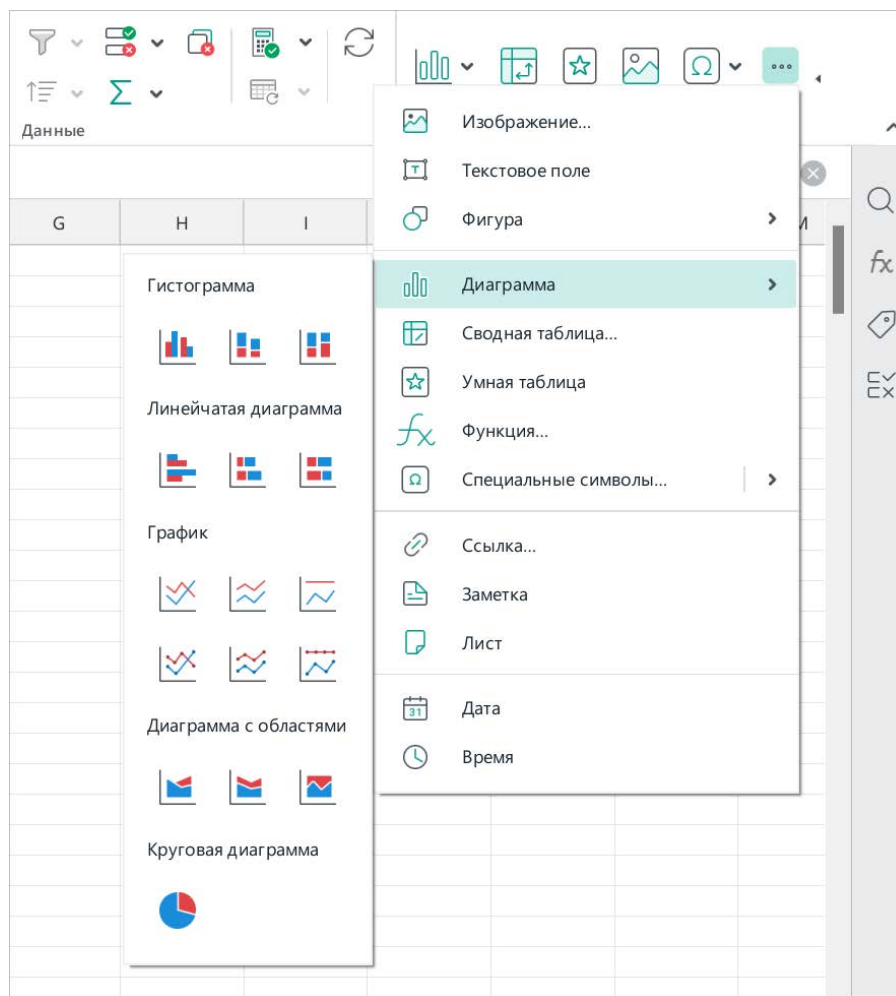 Данные
G H I M
Изображение...
Текстовое поле
Фигура
Диаграмма
Сводная таблица...
Умная таблица
Функция...
Специальные символы...
Ссылка...
Заметка
Лист
31
Дата
Время
Гистограмма
Линейчатая диаграмма
График
Диаграмма с областями
Круговая диаграмма